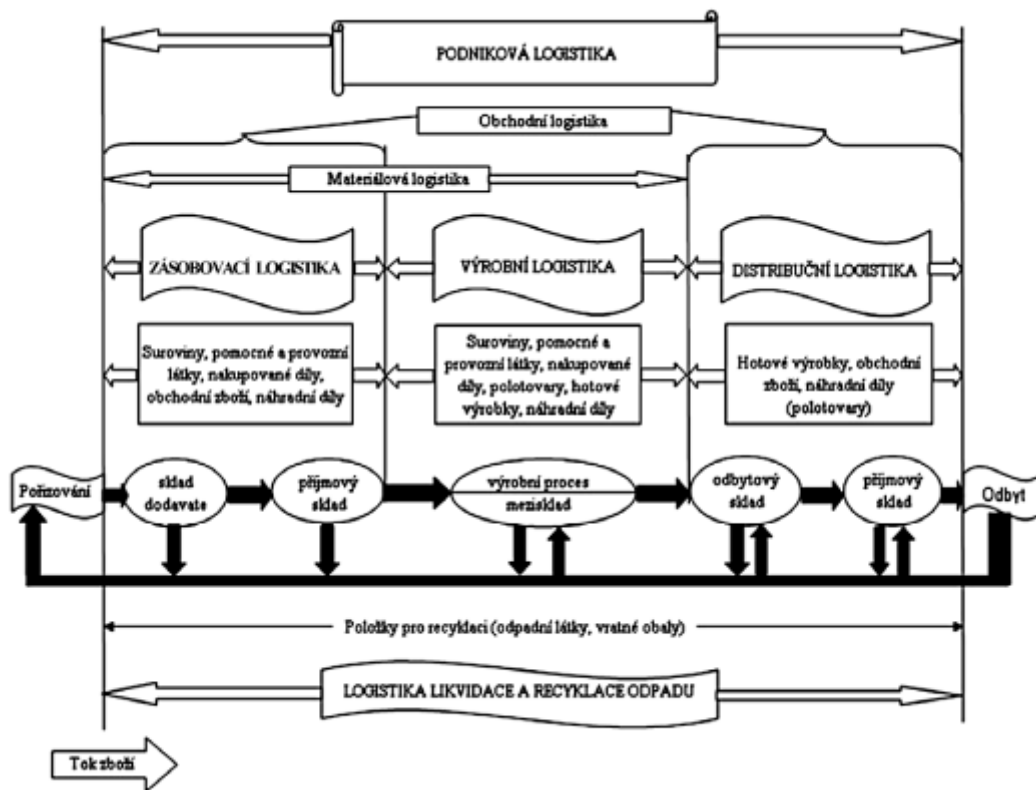 PODNIKOVÁ LOGISTIKA
Obchodní logistika
Materiálová logistika
ZÁSOBOVACÍ LOGISTIKA
VÝROBNÍ LOGISTIKA
DISTRIBUČNÍ LOGISTIKA
Suroviny, pomocné a provozní
látky, nakupované díly,
obchodní zboží, náhradní díly
Suroviny, pomocné a
provozní látky, nakupované
díly, polotovary, hotové
výrobky, náhradní díly
Hotové výrobky, obchodní
zboží, náhradní díly
(polotovary)
Pořizování
sklad
dodavate
příjmový
sklad
výrobní proces
mezisklad
odbytový
sklad
příjmový
sklad
Odbyt
Položky pro recyklaci (odpadní látky, vratné obaly)
LOGISTIKA LIKVIDACE A RECYKLACE ODPADU
Tok zboží